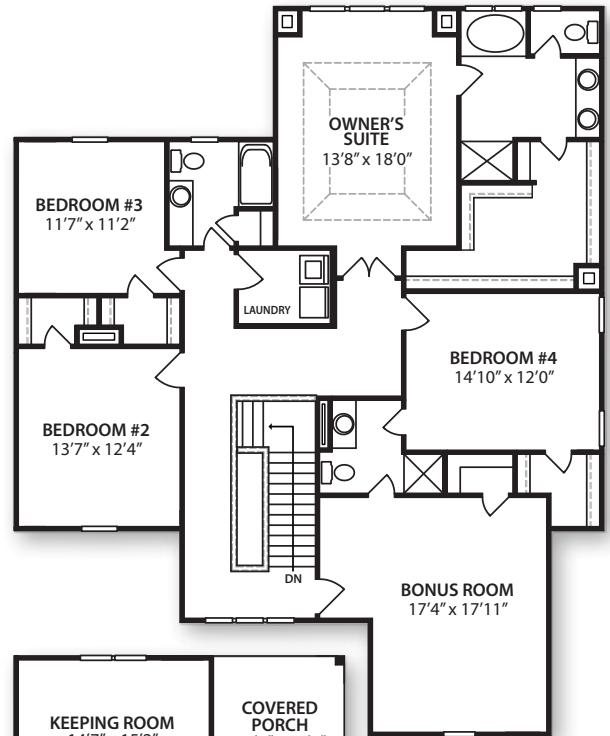 OWNER'S
SUITE
13'8" x 18'0"
BEDROOM #3
11'7" x 11'2"
LAUNDRY
BEDROOM #4
14'10" x 12'0"
BEDROOM #2
13'7" x 12'4"
DN
BONUS ROOM
17'4" x 17'11"
KEEPING ROOM
COVERED
PORCH